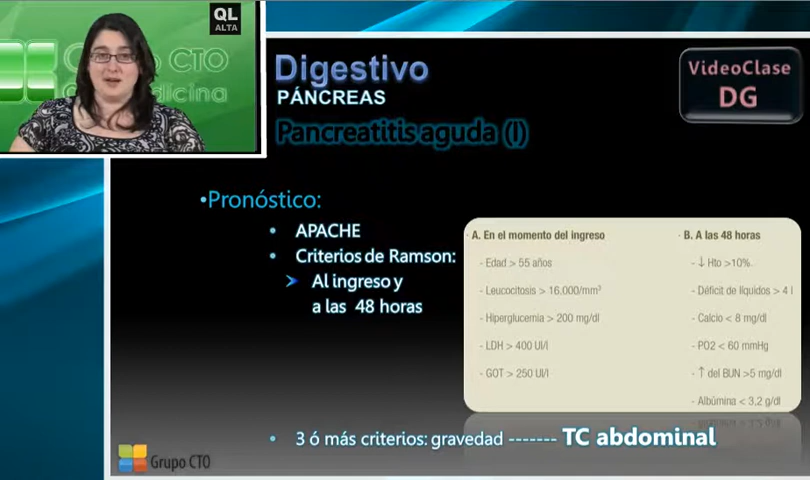 QL
ALTA
Grupo CTO
Medicina
Digestivo
PÁNCREAS
Pancreatitis aguda (I)
VideoClase
DG
•Pronóstico:
• APACHE
• Criterios de Ramson:
Al ingreso y
a las 48 horas
A. En el momento del ingreso
- Edad > 55 años
- Leucocitosis > 16.000/mm³
- Hiperglucemia > 200 mg/dl
- LDH > 400 UI/l
- GOT > 250 UI/l
B. A las 48 horas
- ↓ Hto >10%
- Déficit de líquidos > 4 l
- Calcio < 8 mg/dl
- PO2 < 60 mmHg
- ↑ del BUN >5 mg/dl
- Albúmina < 3,2 g/dl
• 3 ó más criterios: gravedad ------- TC abdominal
Grupo CTO